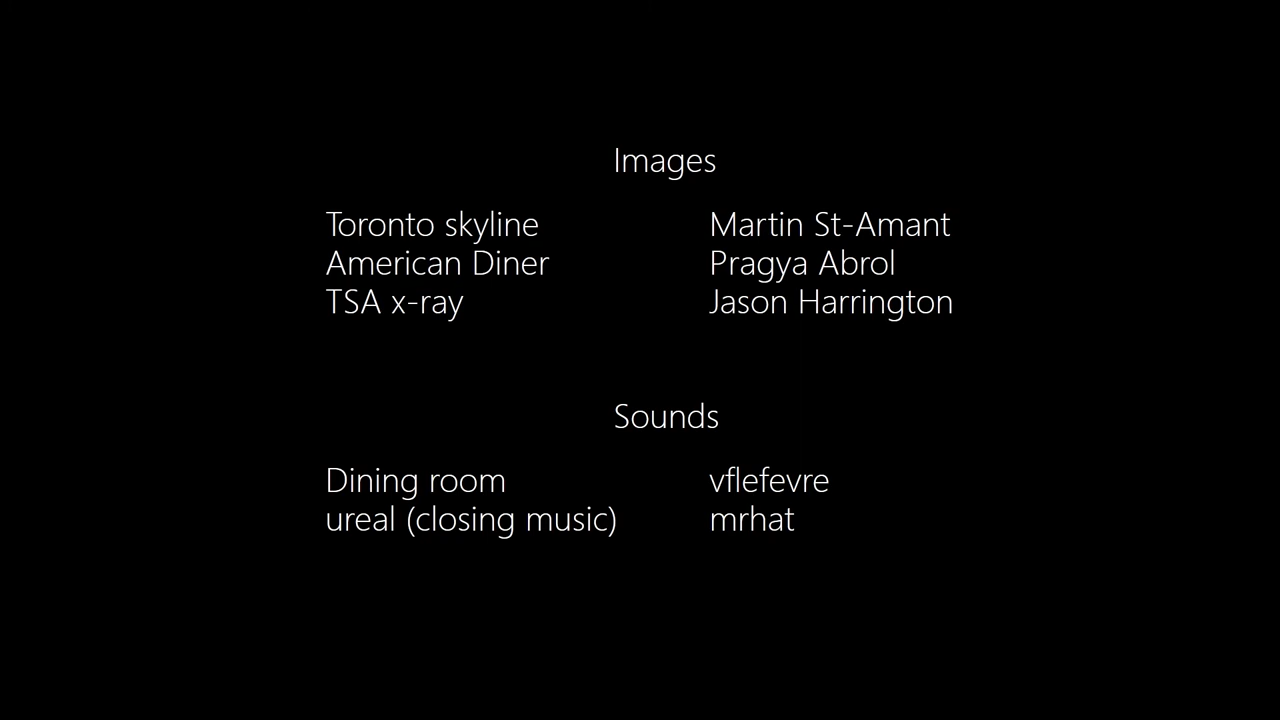 Images
Toronto skyline Martin St-Amant
American Diner Pragya Abrol
TSA x-ray Jason Harrington
Sounds
Dining room vflefevre
ureal (closing music) mrhat